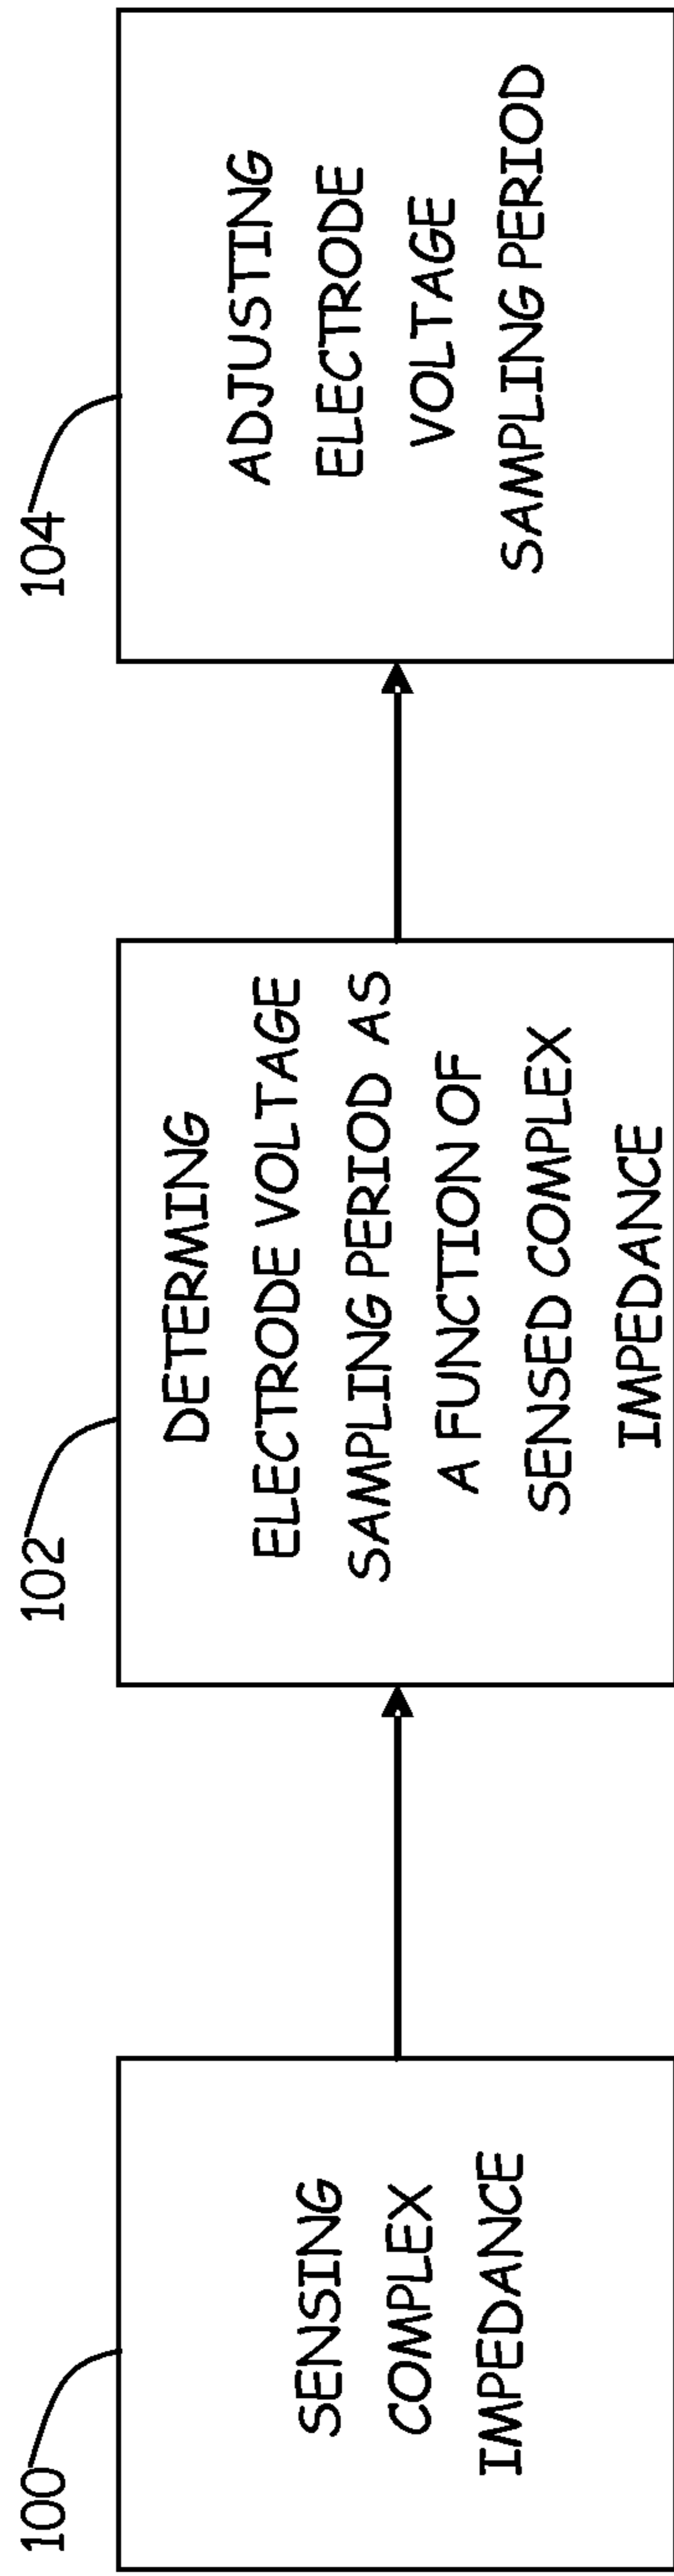 100
SENSING
COMPLEX
IMPEDANCE
102
DETERMING
ELECTRODE VOLTAGE
SAMPLING PERIOD AS
A FUNCTION OF
SENSED COMPLEX
IMPEDANCE
104
ADJUSTING
ELECTRODE
VOLTAGE
SAMPLING PERIOD